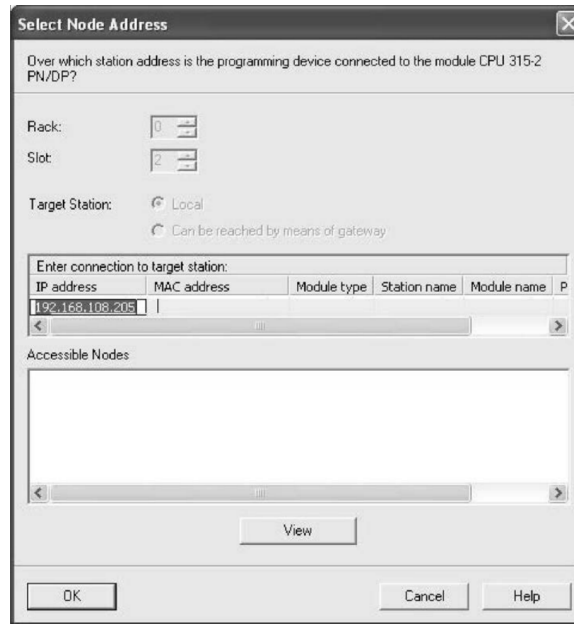 Select Node Address
Over which station address is the programming device connected to the module CPU 315-2
PN/DP?
Rack: 0
Slot: 2
Target Station: Local
Can be reached by means of gateway
Enter connection to target station:
IP address MAC address Module type Station name Module name P
192.168.108.205
Accessible Nodes
View
OK Cancel Help